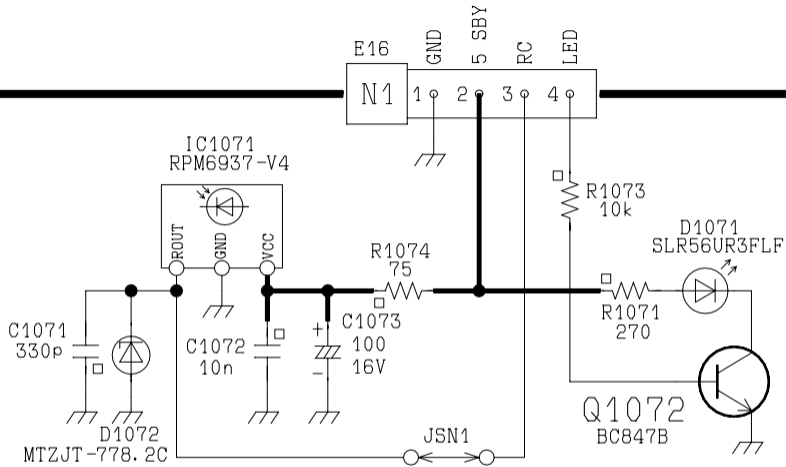 E16
GND
5 SBY
RC
LED
N1
1
2
3
4
IC1071
RPM6937-V4
ROUT
GND
VCC
R1073
10k
D1071
SLR56UR3FLF
R1074
75
R1071
270
C1071
330p
C1072
10n
+
C1073
100
16V
-
D1072
MTZJT-778.2C
JSN1
Q1072
BC847B